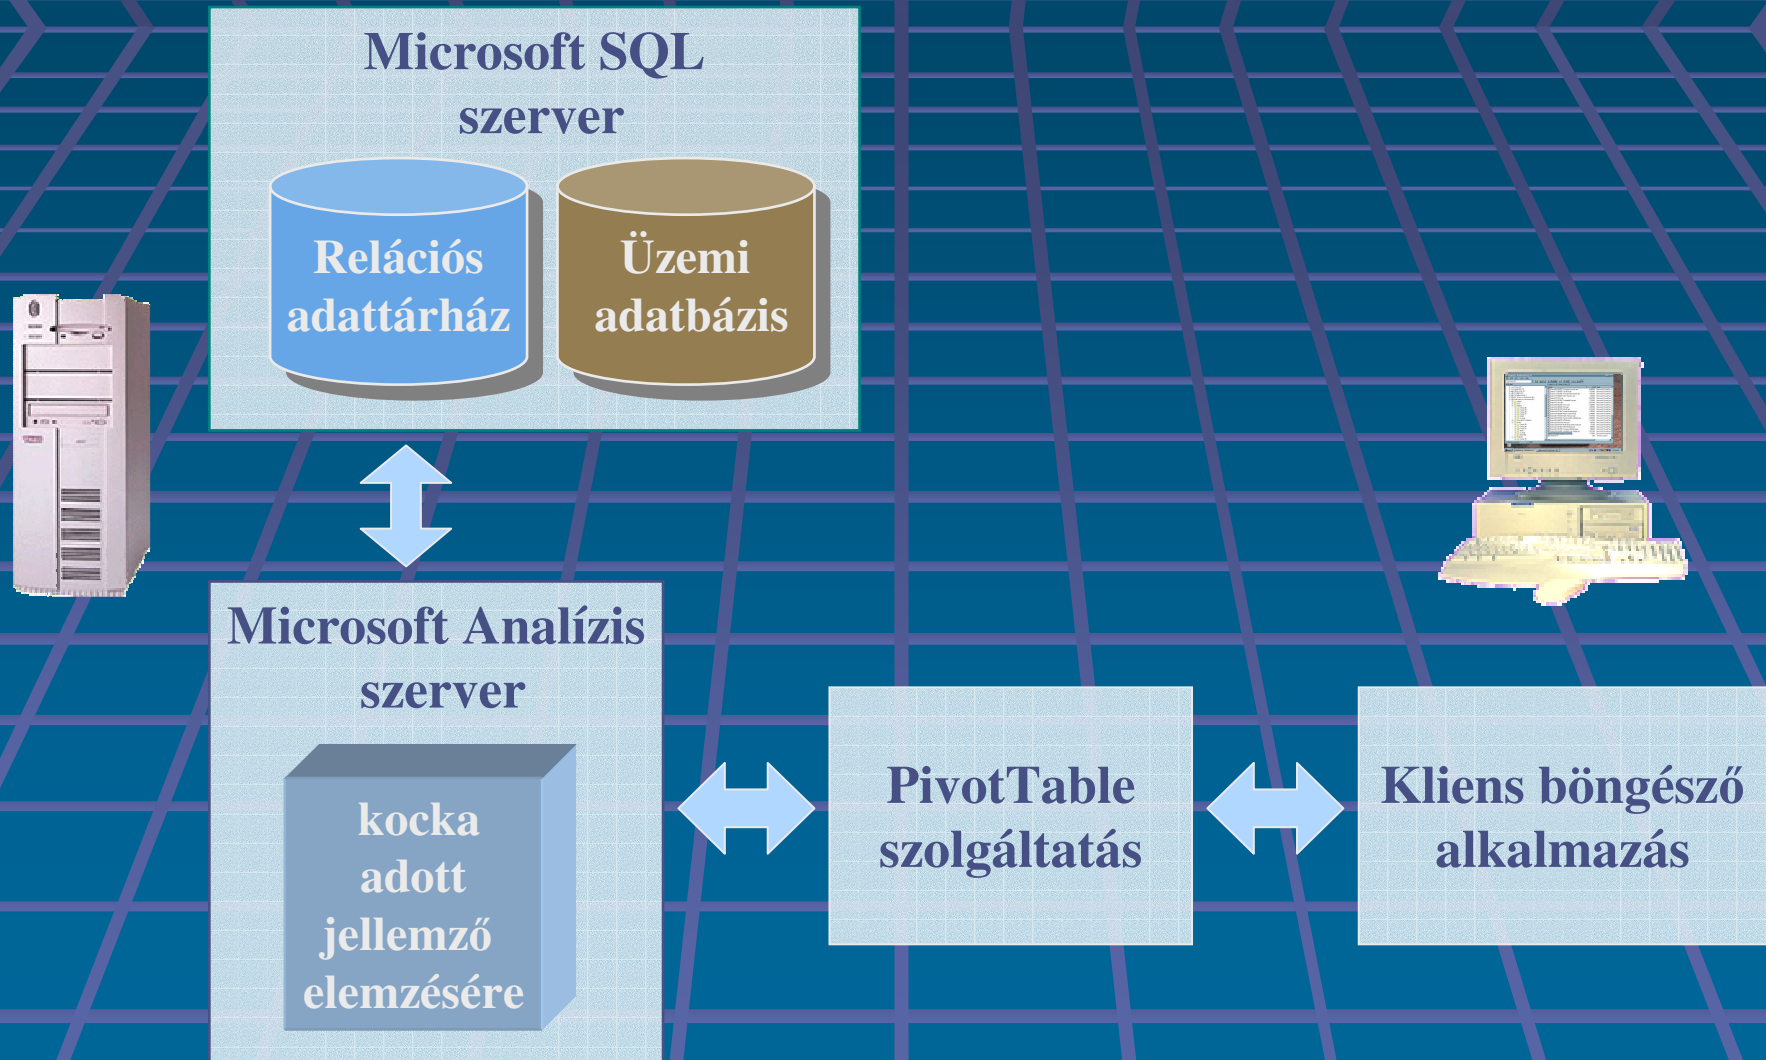 Microsoft SQL
szerver
Relációs
adattárház
Üzemi
adatbázis
Microsoft Analízis
szerver
kocka
adott
jellemző
elemzésére
PivotTable
szolgáltatás
Kliens böngésző
alkalmazás